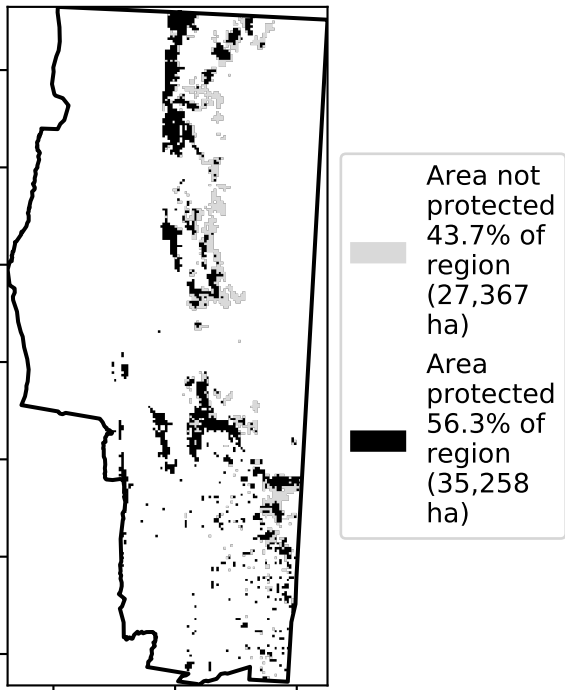 Area not
protected
43.7% of
region
(27,367
ha)
Area
protected
56.3% of
region
(35,258
ha)